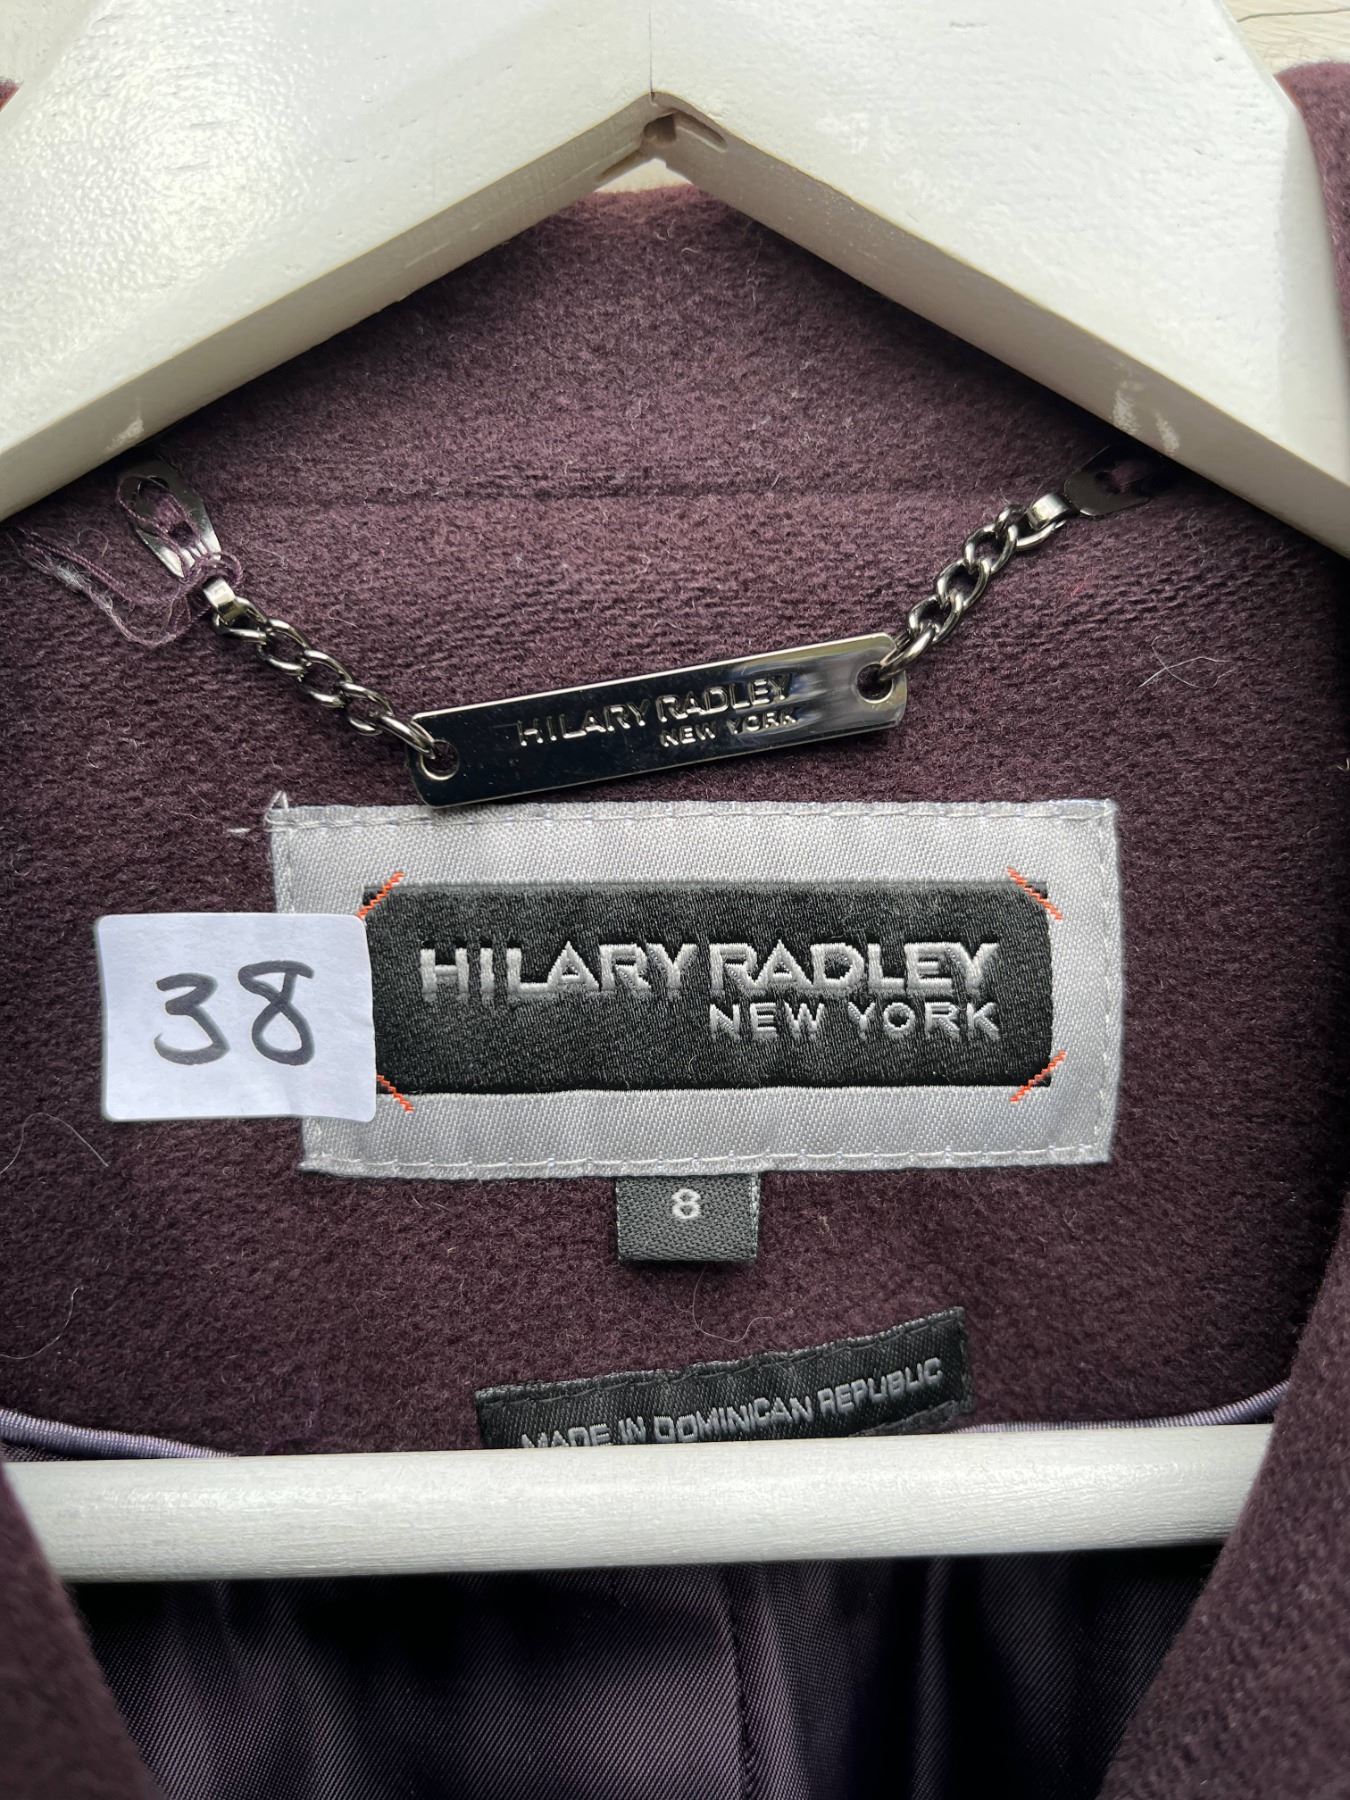 HILARY RADLEY
NEW YORK
38
HILARY RADLEY
NEW YORK
8
MADE IN DOMINICAN REPUBLIC